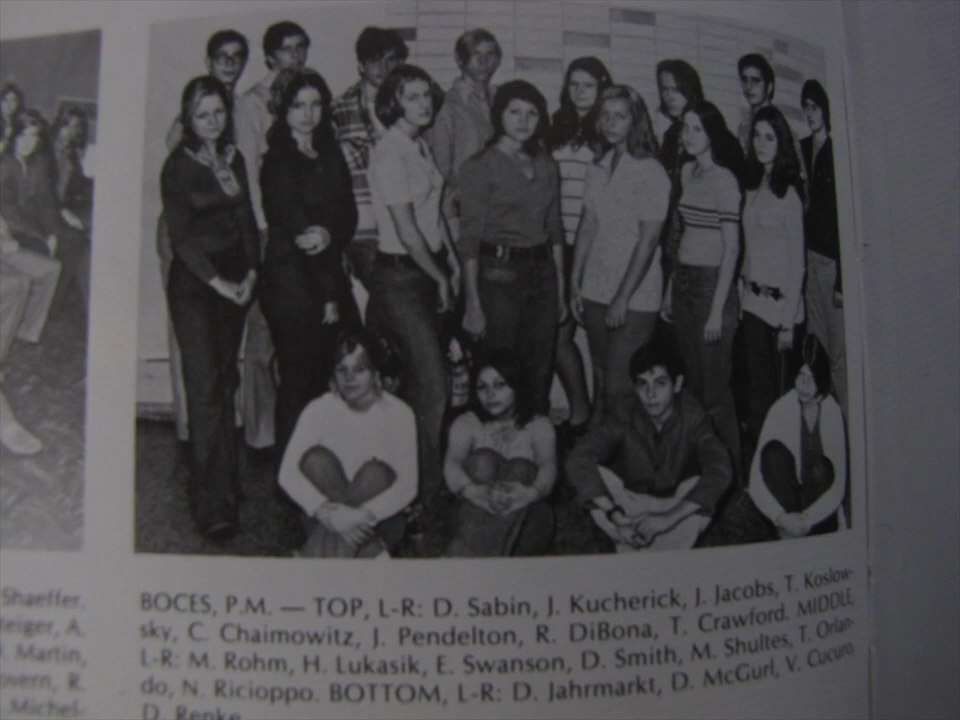 Shaeffer,
teiger, A.
Martin,
overn, R.
Michel-
BOCES, P.M. — TOP, L-R: D. Sabin, J. Kucherick, J. Jacobs, T. Koslow-
sky, C. Chaimowitz, J. Pendelton, R. DiBona, T. Crawford. MIDDLE,
L-R: M. Rohm, H. Lukasik, E. Swanson, D. Smith, M. Shultes, T. Orlan-
do, N. Ricioppo. BOTTOM, L-R: D. Jahrmarkt, D. McGurl, V. Cucuro,
D. Renke